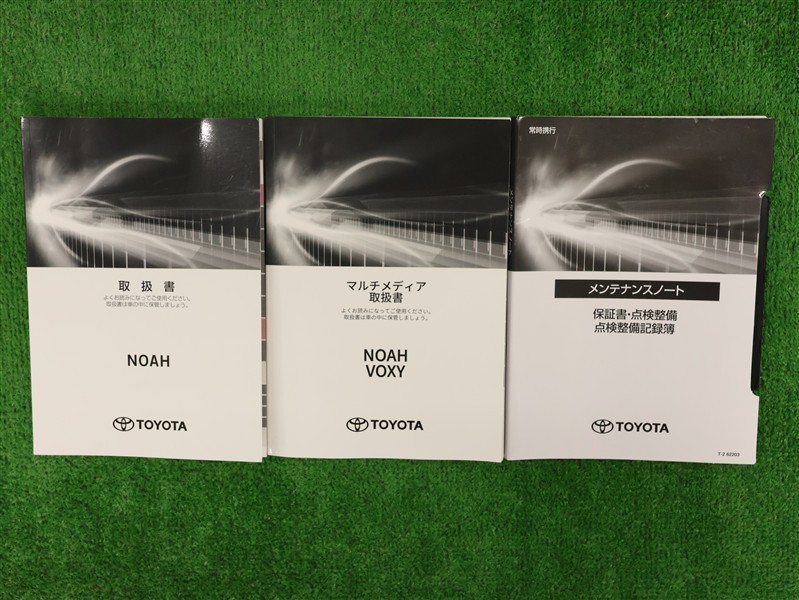 取扱書
よくお読みになってご使用ください。
取扱書は車の中に保管しましょう。
NOAH
TOYOTA
マルチメディア
取扱書
よくお読みになってご使用ください。
取扱書は車の中に保管しましょう。
NOAH
VOXY
TOYOTA
常時携行
メンテナンスノート
保証書・点検整備
点検整備記録簿
TOYOTA